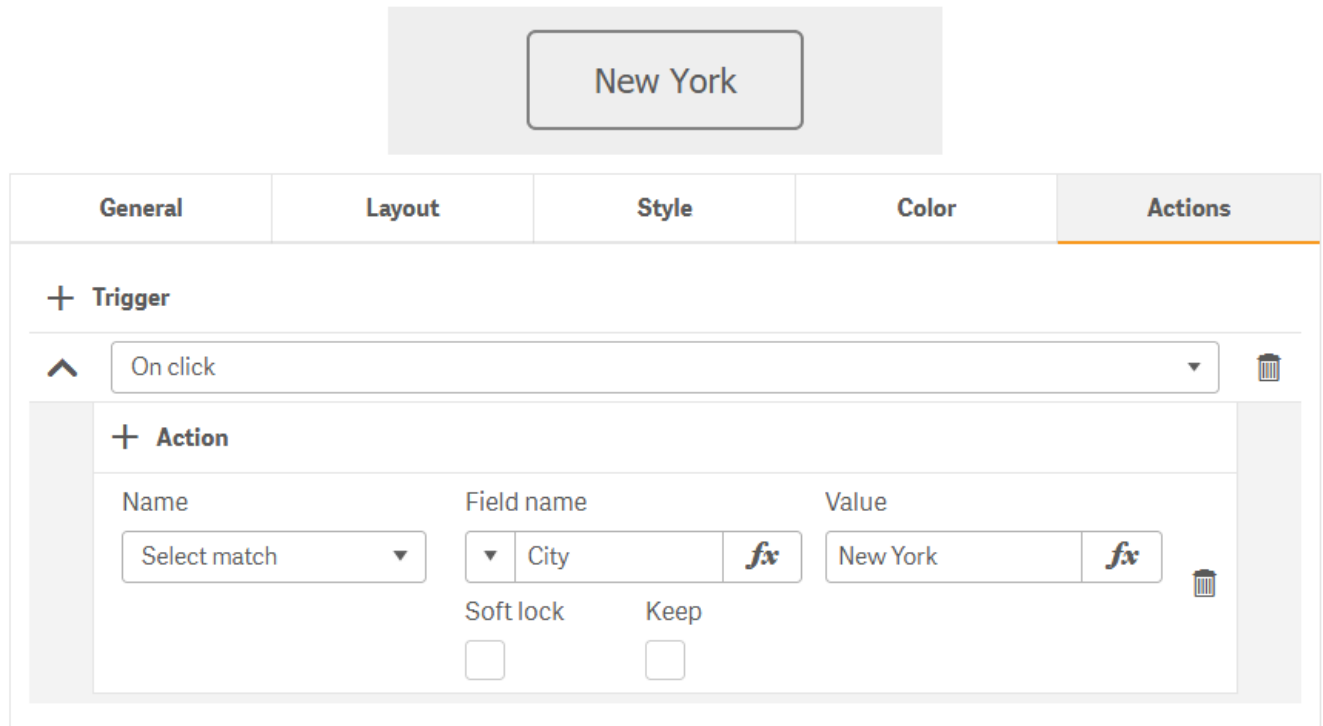 New York
General Layout Style Color Actions
Trigger
On click
Action
Name Field name Value
Select match City fx New York fx
Soft lock Keep